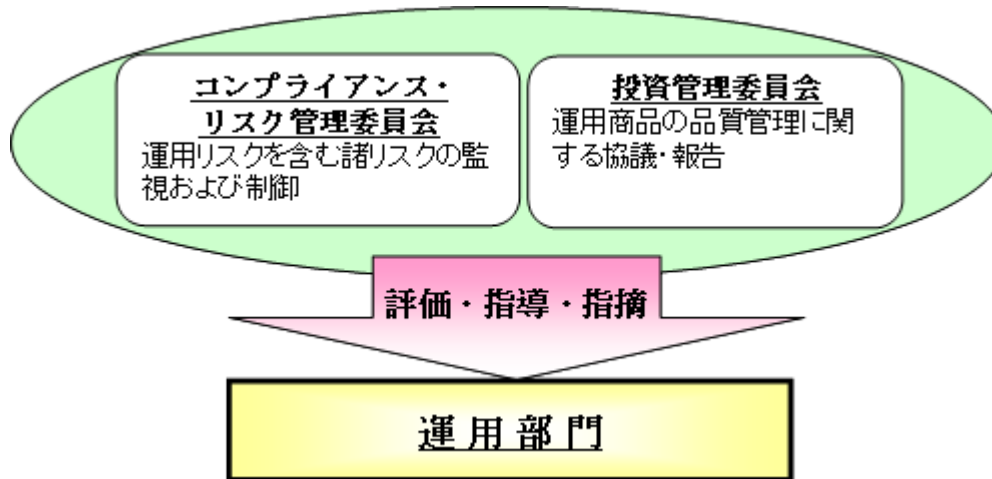 コンプライアンス・
リスク管理委員会
運用リスクを含む諸リスクの監
視および制御
投資管理委員会
運用商品の品質管理に関
する協議・報告
評価・指導・指摘
運用部門